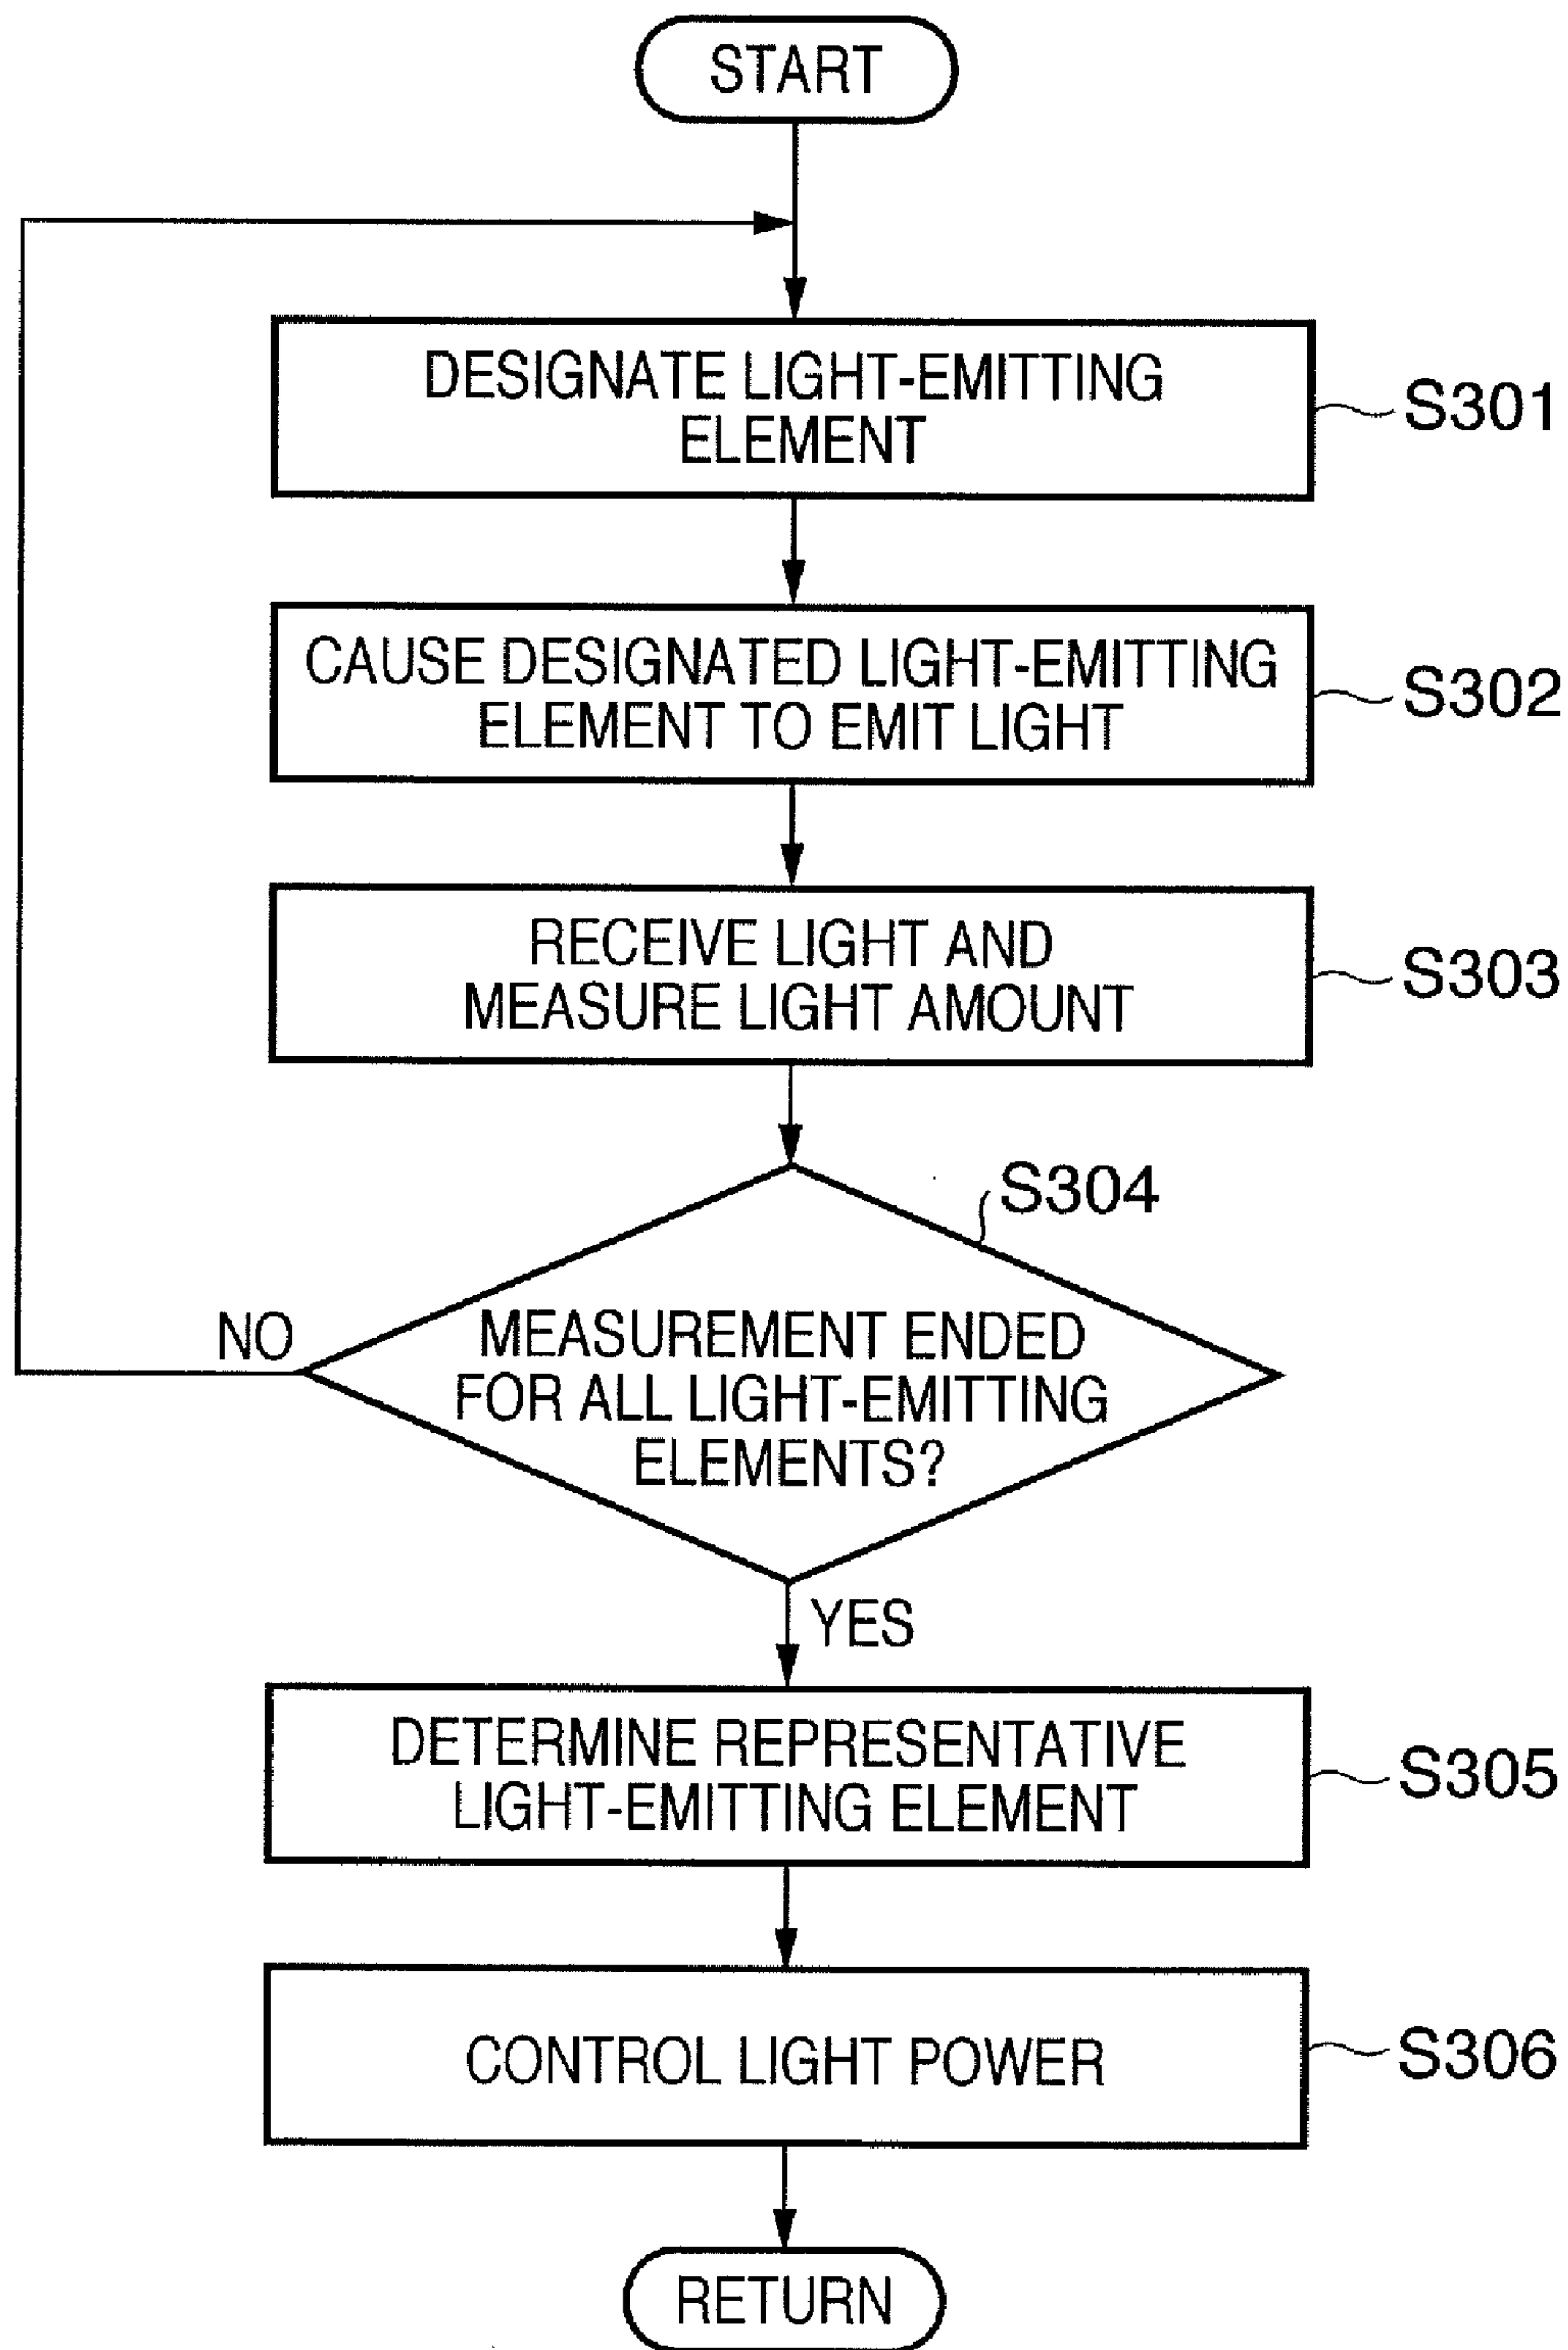 START
DESIGNATE LIGHT-EMITTING
ELEMENT
S301
CAUSE DESIGNATED LIGHT-EMITTING
ELEMENT TO EMIT LIGHT
S302
RECEIVE LIGHT AND
MEASURE LIGHT AMOUNT
S303
S304
NO
MEASUREMENT ENDED
FOR ALL LIGHT-EMITTING
ELEMENTS?
YES
DETERMINE REPRESENTATIVE
LIGHT-EMITTING ELEMENT
S305
CONTROL LIGHT POWER
S306
RETURN